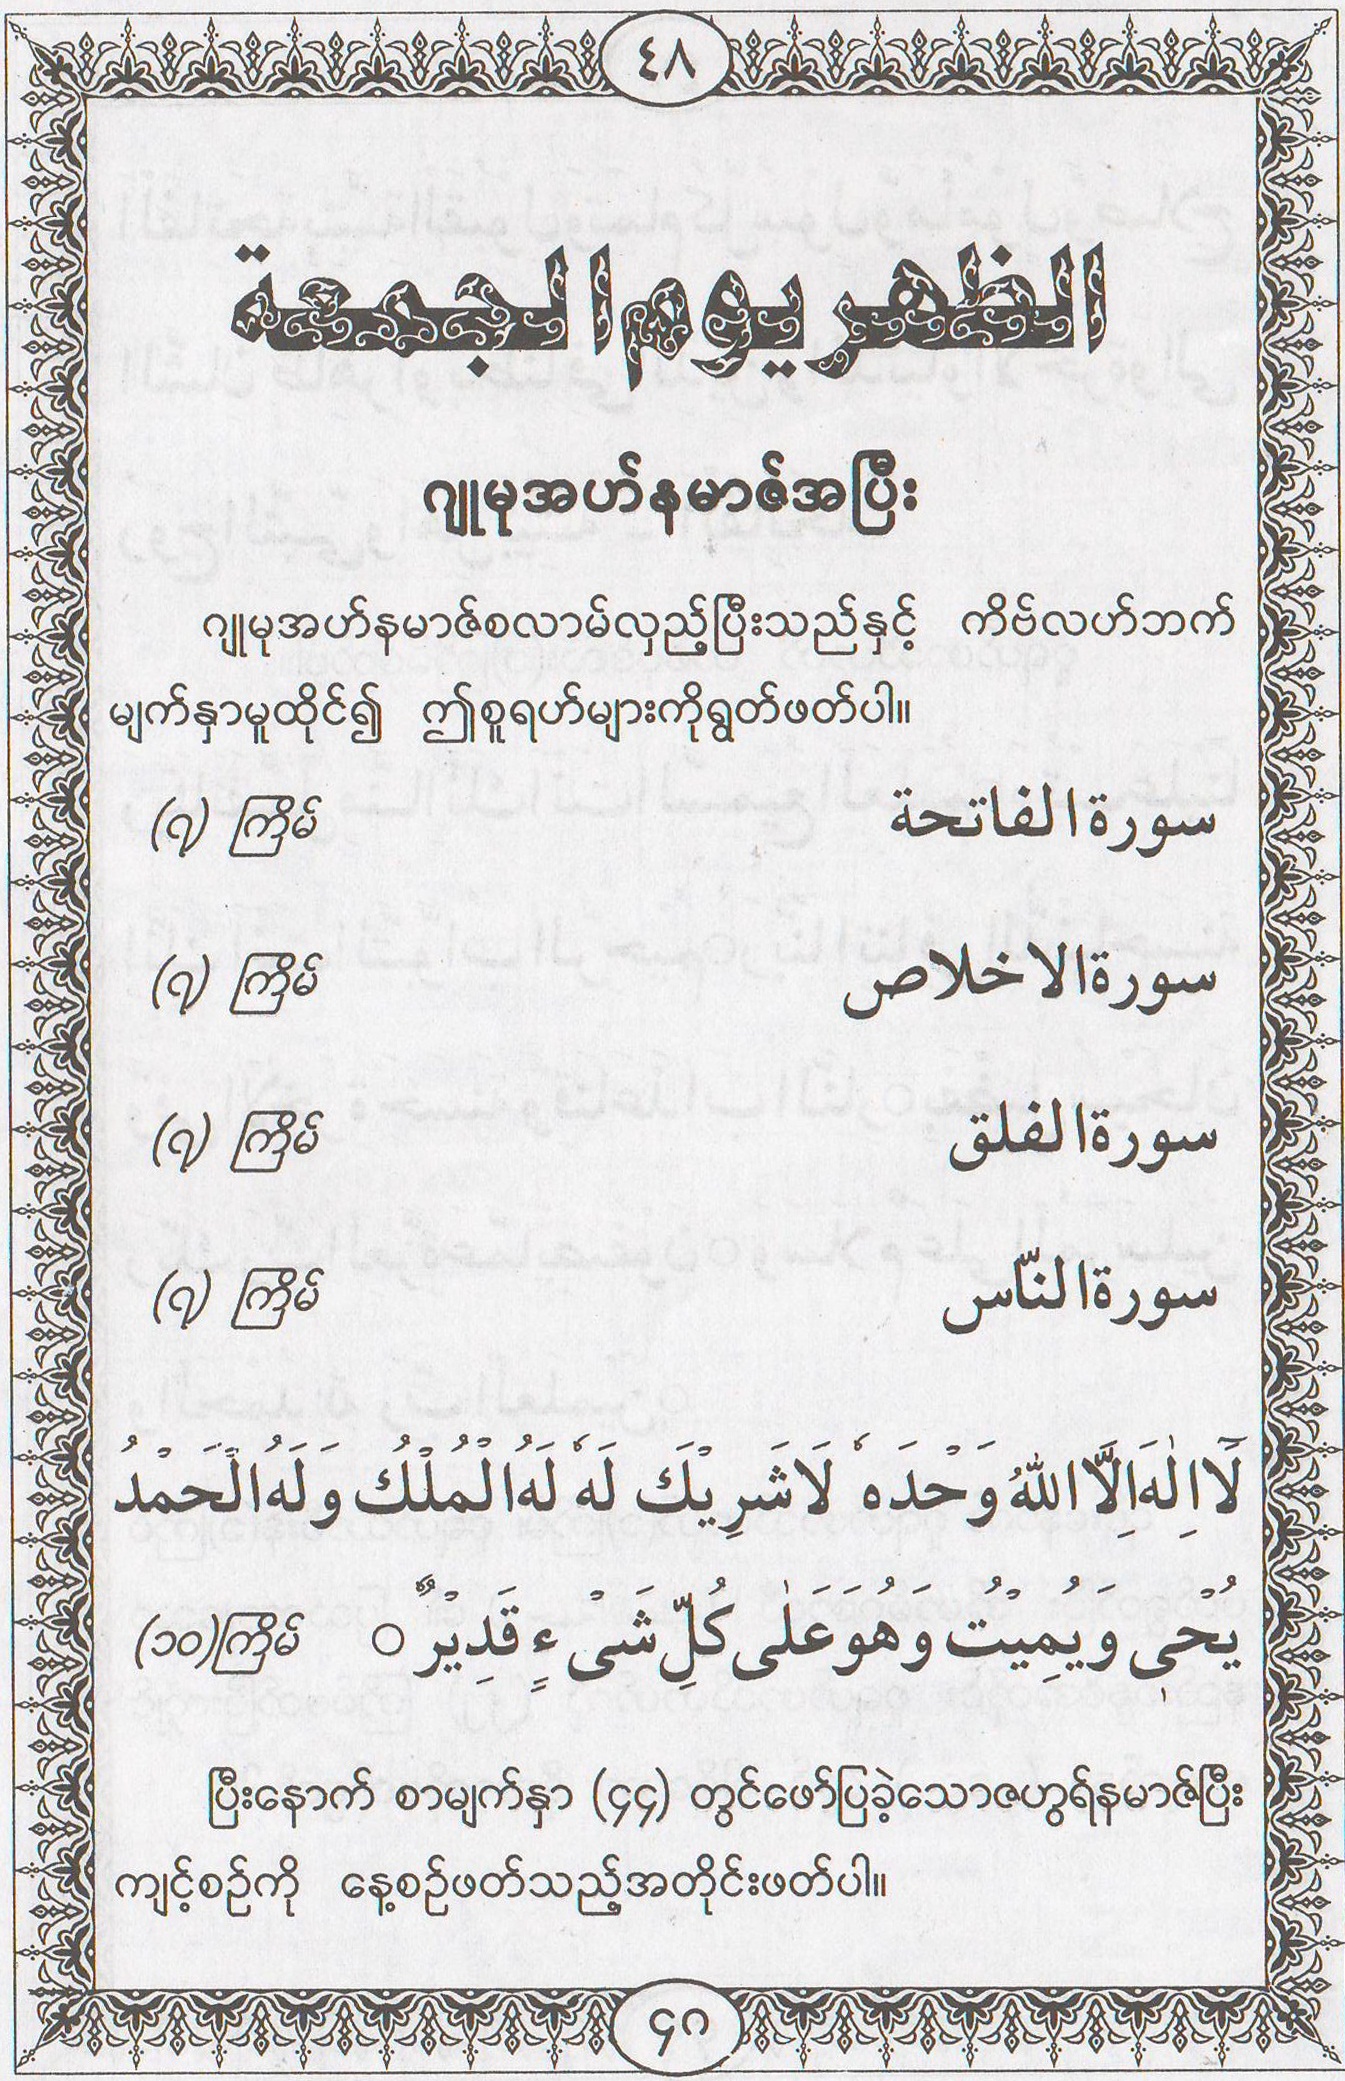 ٤٨
الظهر يوم الجمعة
ဂျုမုအဟ်နမာဇ်အပြီး
ဂျုမုအဟ်နမာဇ်စလာမ်လှည့်ပြီးသည်နှင့် ကိဗ်လဟ်ဘက်
မျက်နှာမူထိုင်၍ ဤစူရဟ်များကိုရွတ်ဖတ်ပါ။
سورة الفاتحة (၇) ကြိမ်
سورة الاخلاص (၇) ကြိမ်
سورة الفلق (၇) ကြိမ်
سورة النّاس (၇) ကြိမ်
لَآ اِلٰهَ اِلَّا اللهُ وَحْدَهٗ لَا شَرِيْكَ لَهٗ لَهُ الْمُلْكُ وَلَهُ الْحَمْدُ
يُحْيٖ وَيُمِيْتُ وَهُوَ عَلٰى كُلِّ شَىْءٍ قَدِيْرٌ ○ (၁၀)ကြိမ်
ပြီးနောက် စာမျက်နှာ (၄၄) တွင်ဖော်ပြခဲ့သောဇဟွရ်နမာဇ်ပြီး
ကျင့်စဉ်ကို နေ့စဉ်ဖတ်သည့်အတိုင်းဖတ်ပါ။
၄၈